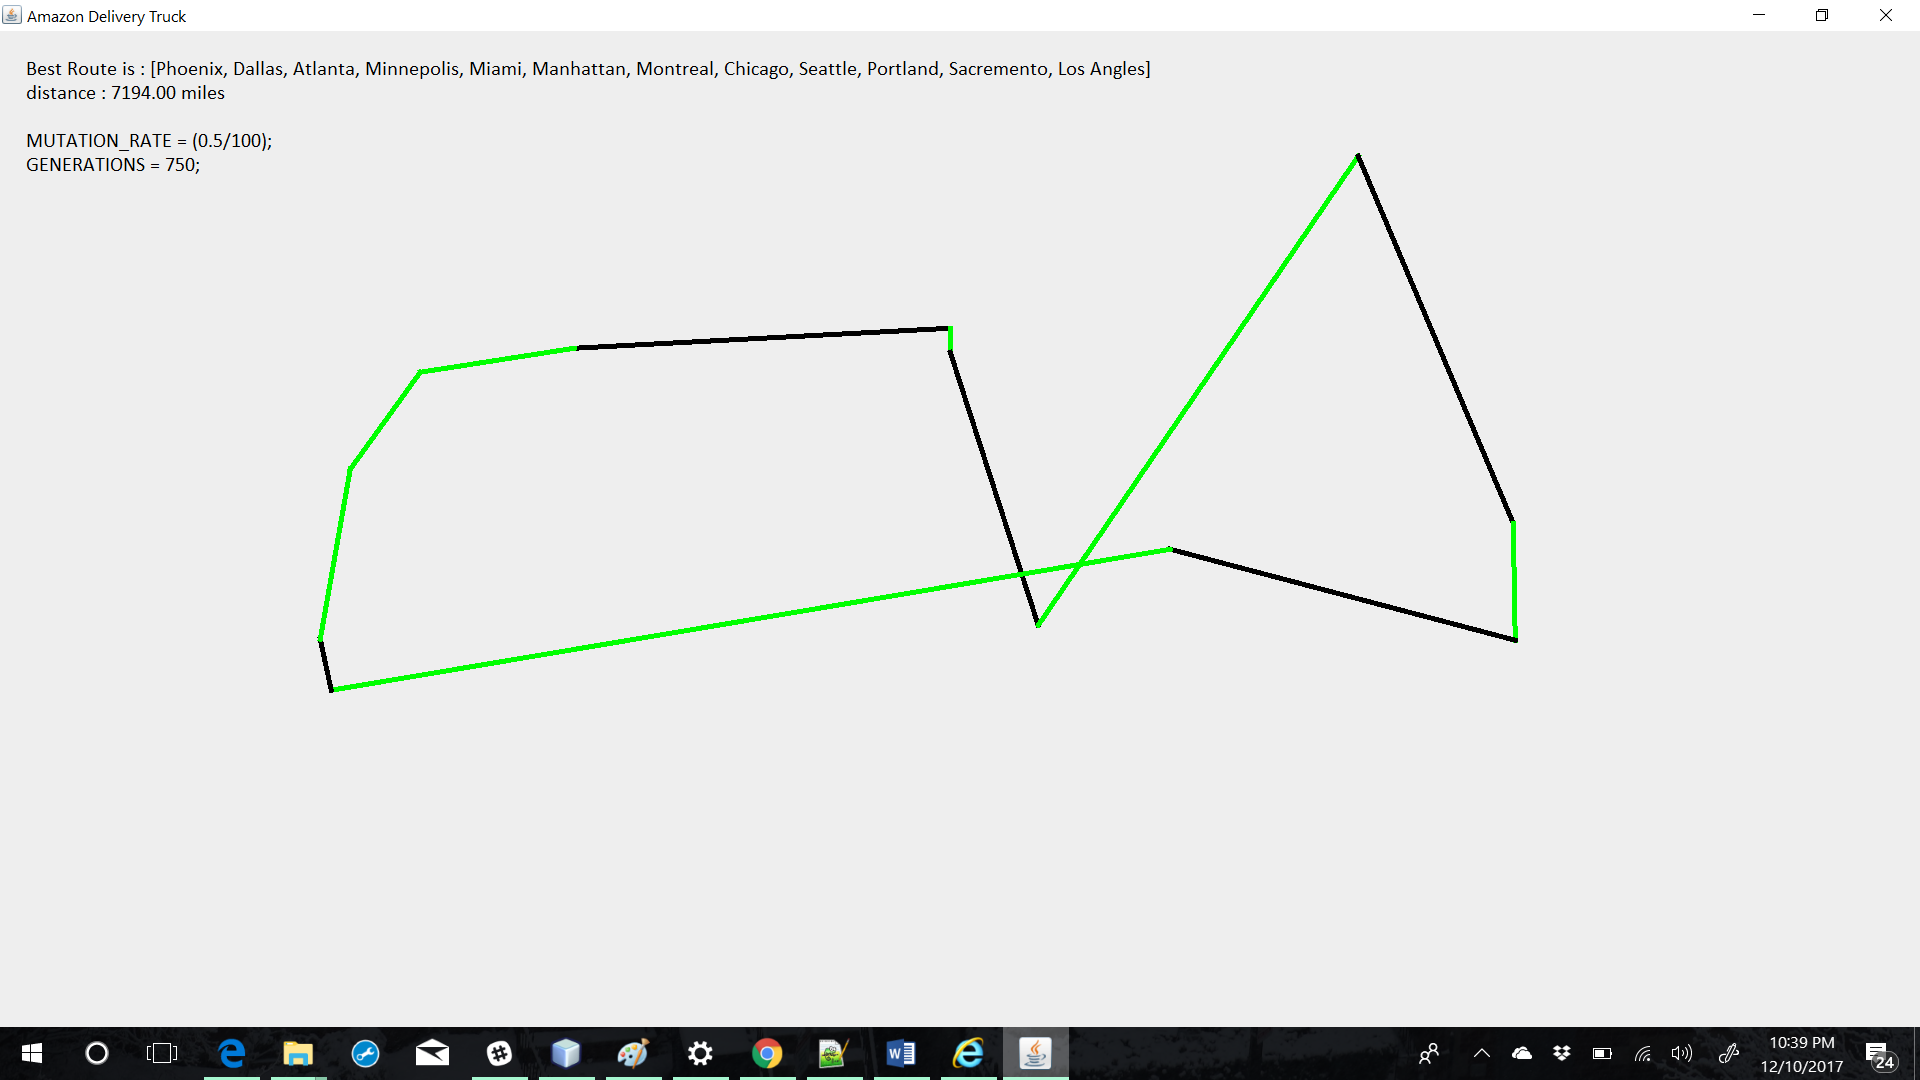 Amazon Delivery Truck
Best Route is : [Phoenix, Dallas, Atlanta, Minnepolis, Miami, Manhattan, Montreal, Chicago, Seattle, Portland, Sacremento, Los Angles]
distance : 7194.00 miles
MUTATION_RATE = (0.5/100);
GENERATIONS = 750;
10:39 PM
12/10/2017
24